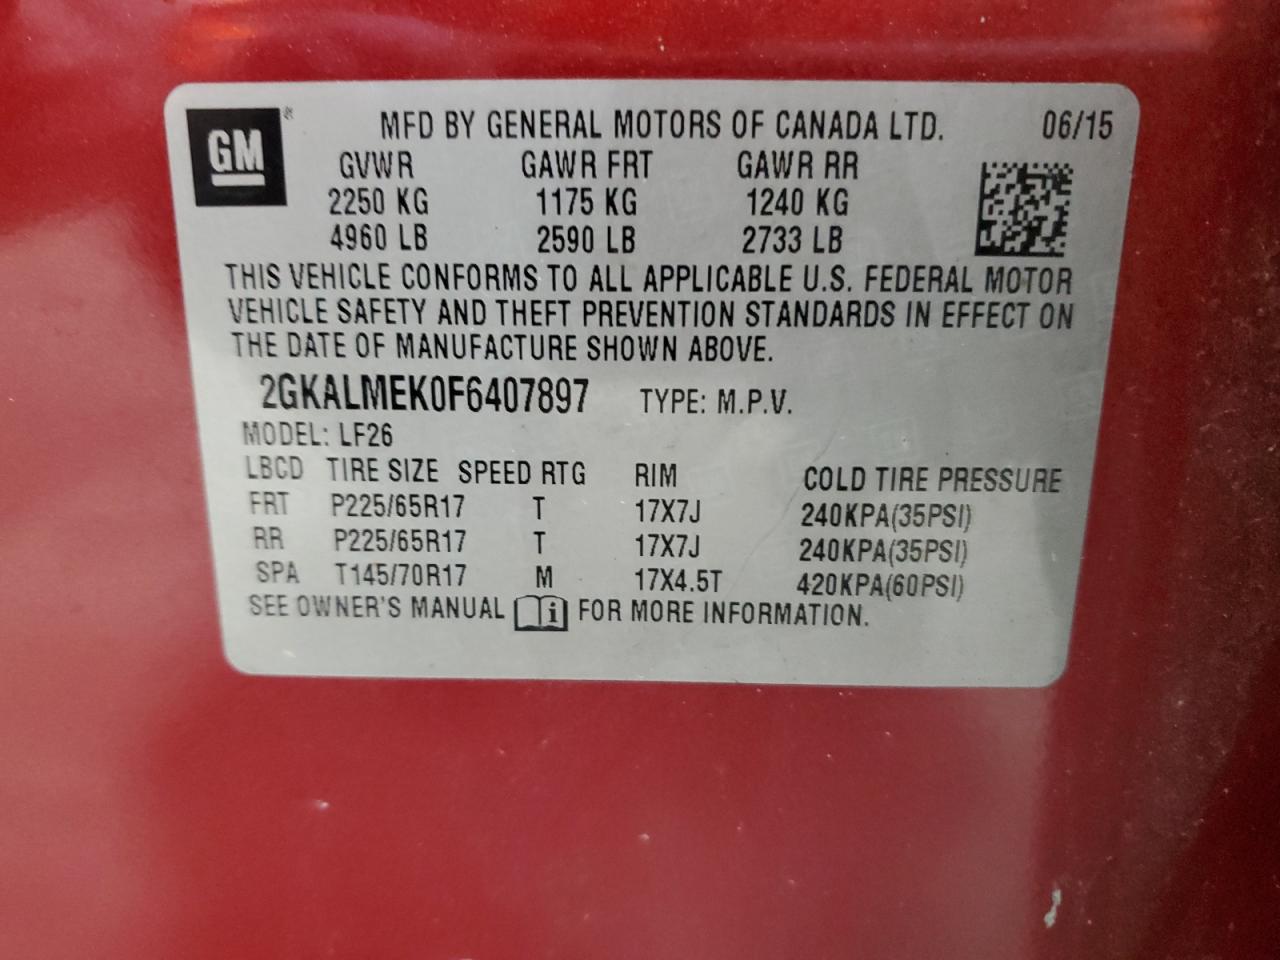 GM ® MFD BY GENERAL MOTORS OF CANADA LTD. 06/15
GVWR GAWR FRT GAWR RR
2250 KG 1175 KG 1240 KG
4960 LB 2590 LB 2733 LB
THIS VEHICLE CONFORMS TO ALL APPLICABLE U.S. FEDERAL MOTOR
VEHICLE SAFETY AND THEFT PREVENTION STANDARDS IN EFFECT ON
THE DATE OF MANUFACTURE SHOWN ABOVE.
2GKALMEK0F6407897 TYPE: M.P.V.
MODEL: LF26
LBCD TIRE SIZE SPEED RTG RIM COLD TIRE PRESSURE
FRT P225/65R17 T 17X7J 240KPA(35PSI)
RR P225/65R17 T 17X7J 240KPA(35PSI)
SPA T145/70R17 M 17X4.5T 420KPA(60PSI)
SEE OWNER'S MANUAL i FOR MORE INFORMATION.